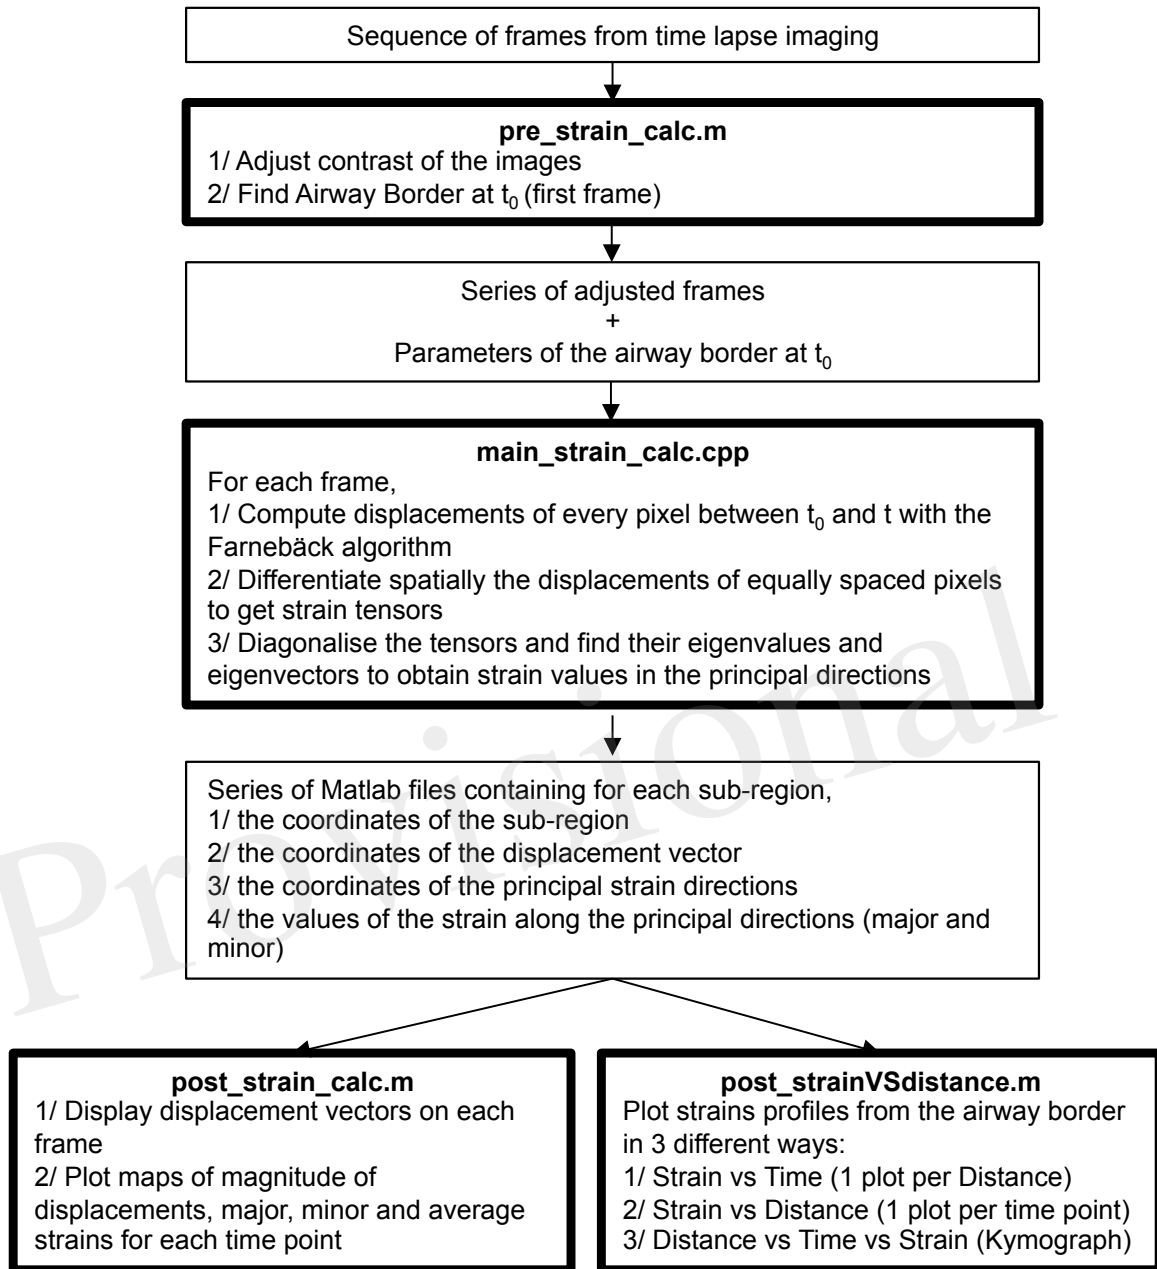 Sequence of frames from time lapse imaging
pre_strain_calc.m
1/ Adjust contrast of the images
2/ Find Airway Border at t0 (first frame)
Series of adjusted frames
+
Parameters of the airway border at t0
main_strain_calc.cpp
For each frame,
1/ Compute displacements of every pixel between t0 and t with the
Farnebäck algorithm
2/ Differentiate spatially the displacements of equally spaced pixels
to get strain tensors
3/ Diagonalise the tensors and find their eigenvalues and
eigenvectors to obtain strain values in the principal directions
Series of Matlab files containing for each sub-region,
1/ the coordinates of the sub-region
2/ the coordinates of the displacement vector
3/ the coordinates of the principal strain directions
4/ the values of the strain along the principal directions (major and
minor)
post_strain_calc.m
1/ Display displacement vectors on each
frame
2/ Plot maps of magnitude of
displacements, major, minor and average
strains for each time point
post_strainVSdistance.m
Plot strains profiles from the airway border
in 3 different ways:
1/ Strain vs Time (1 plot per Distance)
2/ Strain vs Distance (1 plot per time point)
3/ Distance vs Time vs Strain (Kymograph)
Provisional